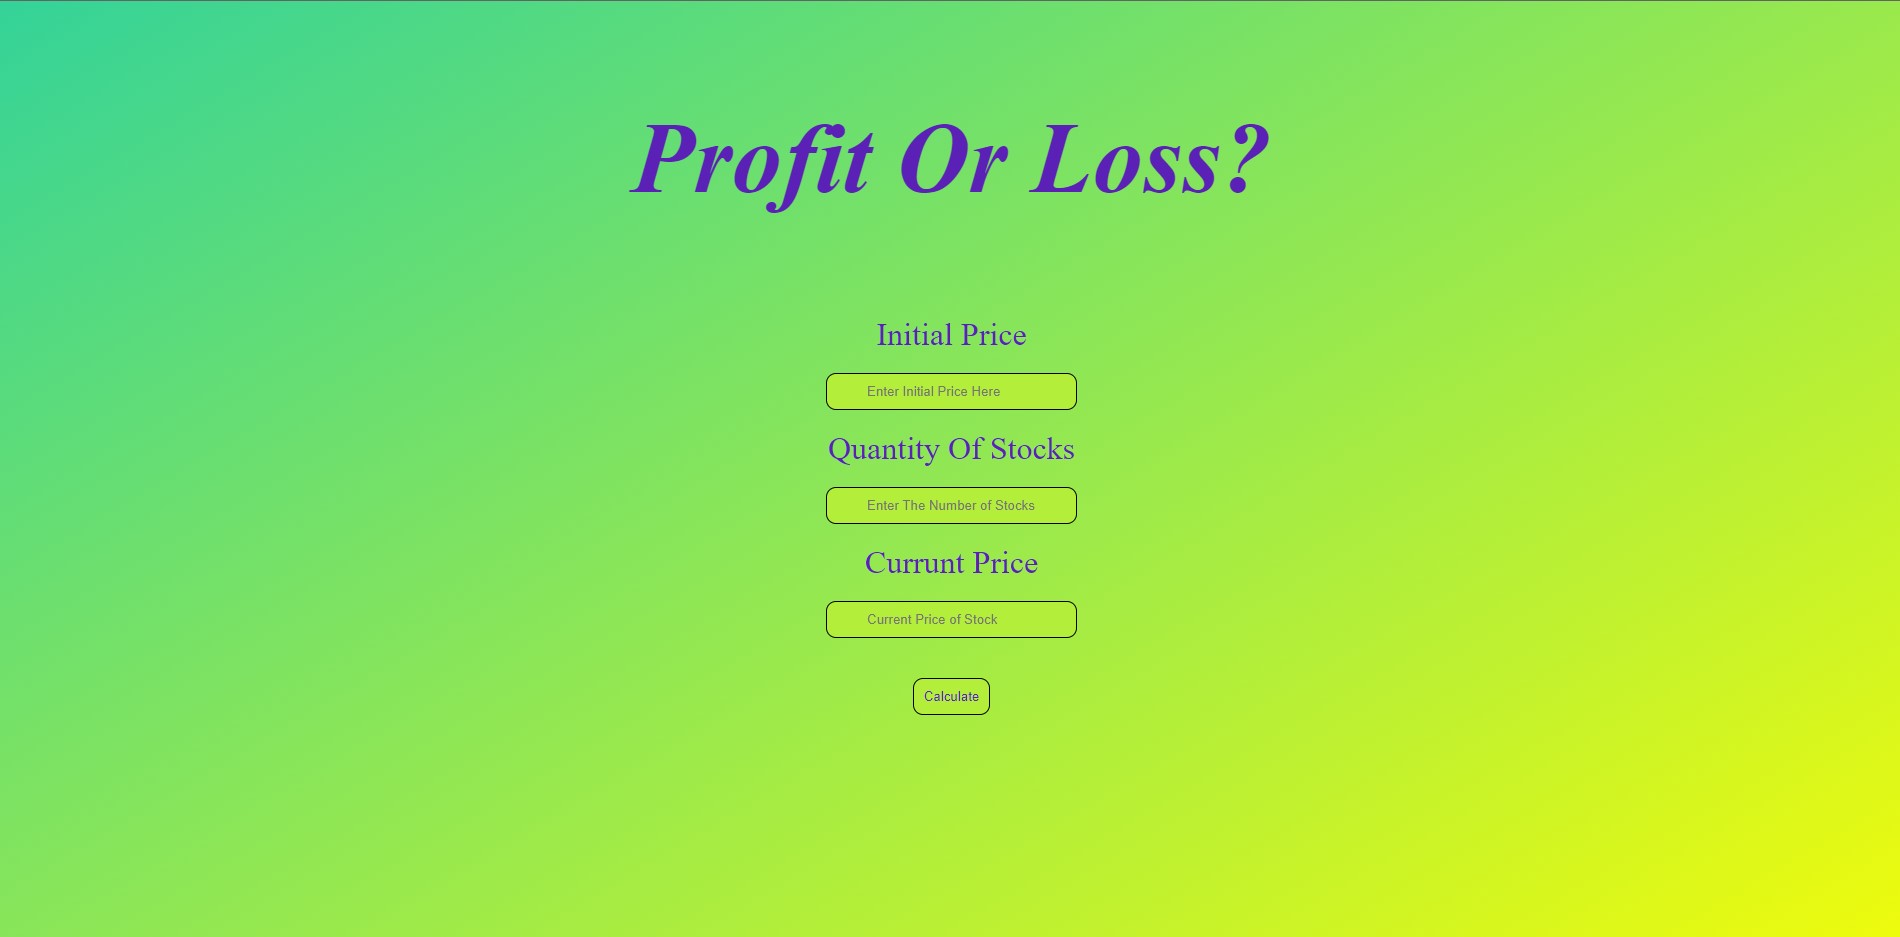 Profit Or Loss?
Initial Price
Enter Initial Price Here
Quantity Of Stocks
Enter The Number of Stocks
Currunt Price
Current Price of Stock
Calculate